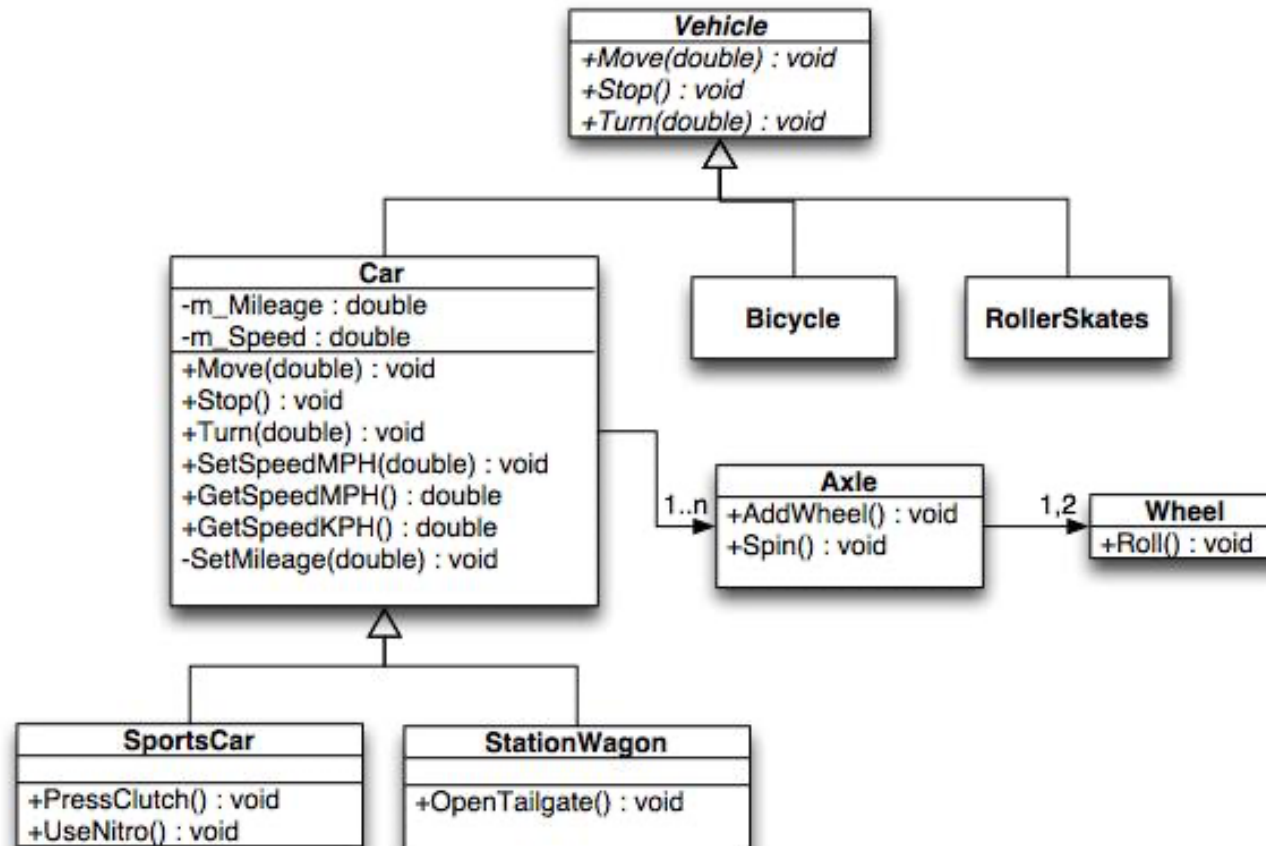 Vehicle
+Move(double) : void
+Stop() : void
+Turn(double) : void
Car
-m_Mileage : double
-m_Speed : double
+Move(double) : void
+Stop() : void
+Turn(double) : void
+SetSpeedMPH(double) : void
+GetSpeedMPH() : double
+GetSpeedKPH() : double
-SetMileage(double) : void
Bicycle
RollerSkates
1..n
Axle
+AddWheel() : void
+Spin() : void
1,2
Wheel
+Roll() : void
SportsCar
+PressClutch() : void
+UseNitro() : void
StationWagon
+OpenTailgate() : void